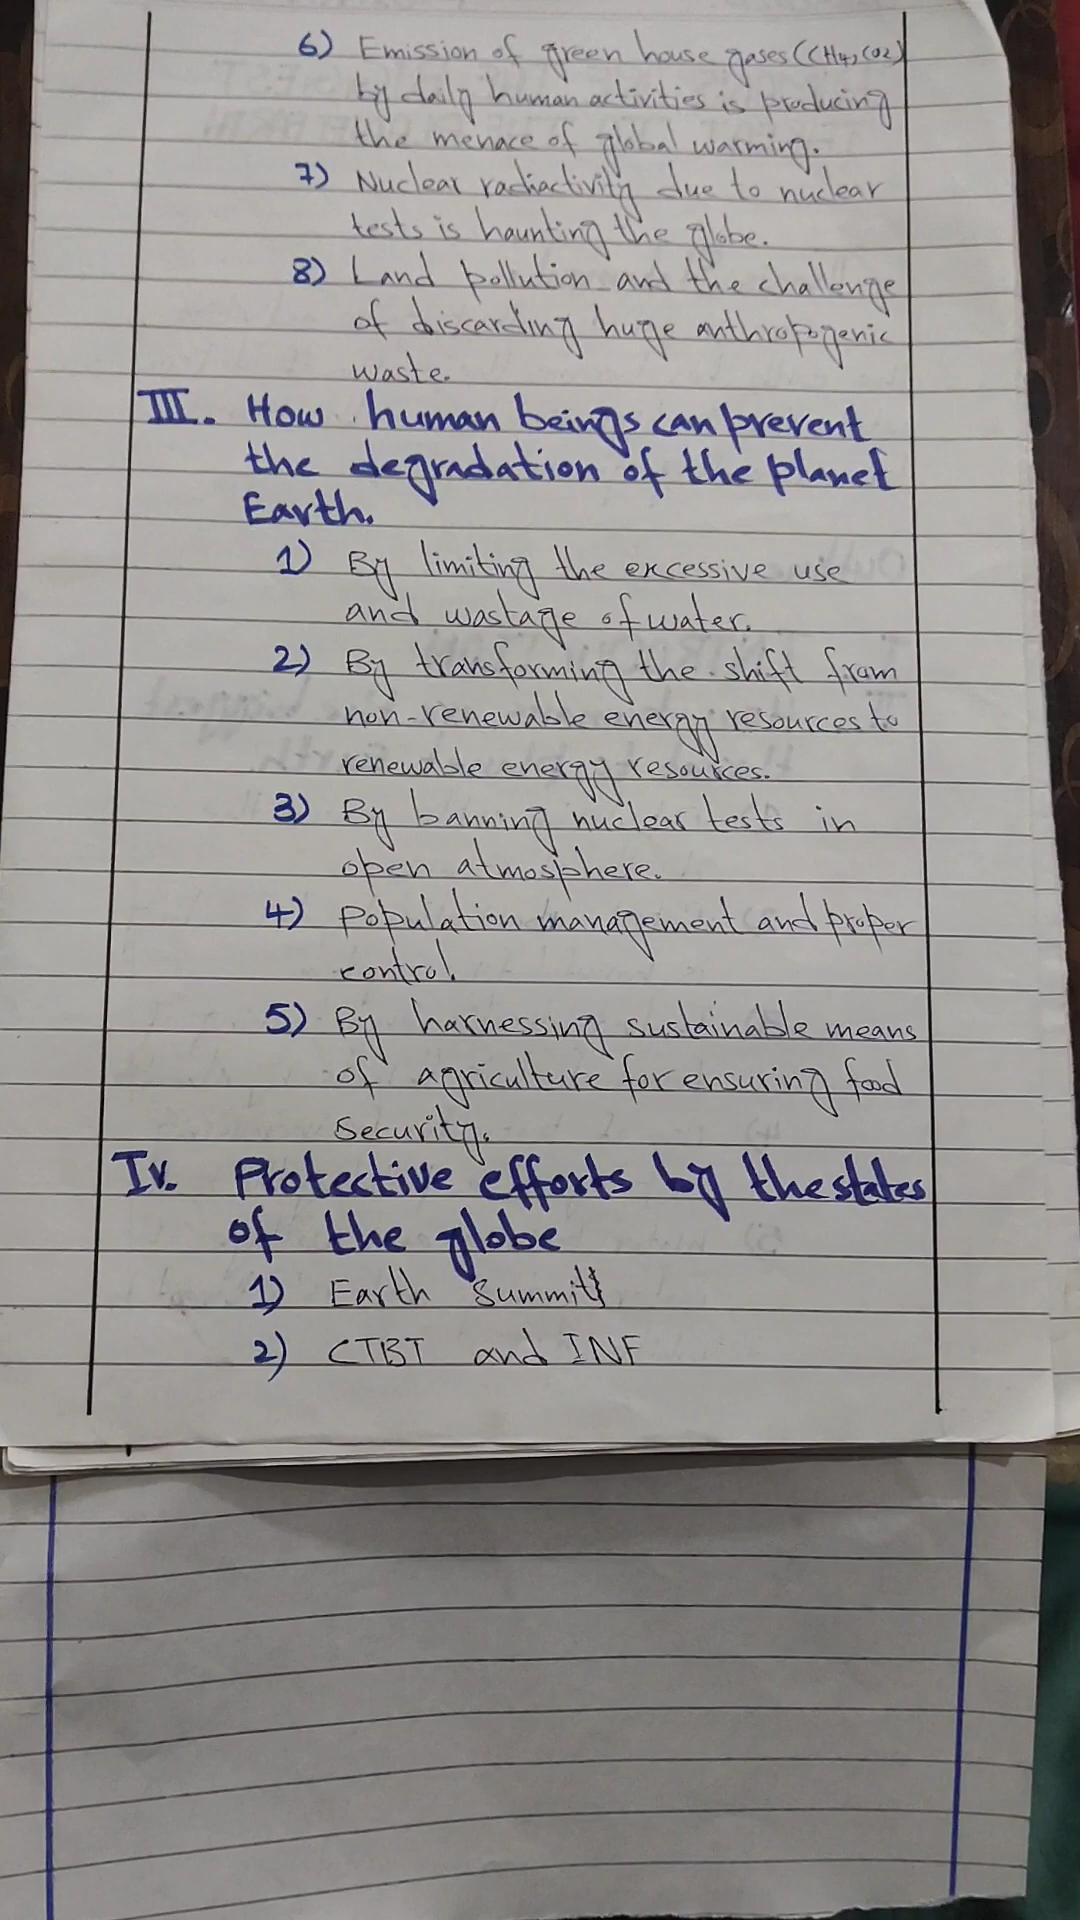 6) Emission of green house gases (CH4, CO2)
by daily human activities is producing
the menace of global warming.
7) Nuclear radiactivity due to nuclear
tests is haunting the globe.
8) Land pollution and the challenge
of discarding huge anthropogenic
waste.
III. How human beings can prevent
the degradation of the planet
Earth.
1) By limiting the excessive use
and wastage of water.
2) By transforming the shift from
non-renewable energy resources to
renewable energy resources.
3) By banning nuclear tests in
open atmosphere.
4) Population management and proper
control.
5) By harnessing sustainable means
of agriculture for ensuring food
security.
IV. Protective efforts by the states
of the globe
1) Earth Summit
2) CTBT and INF